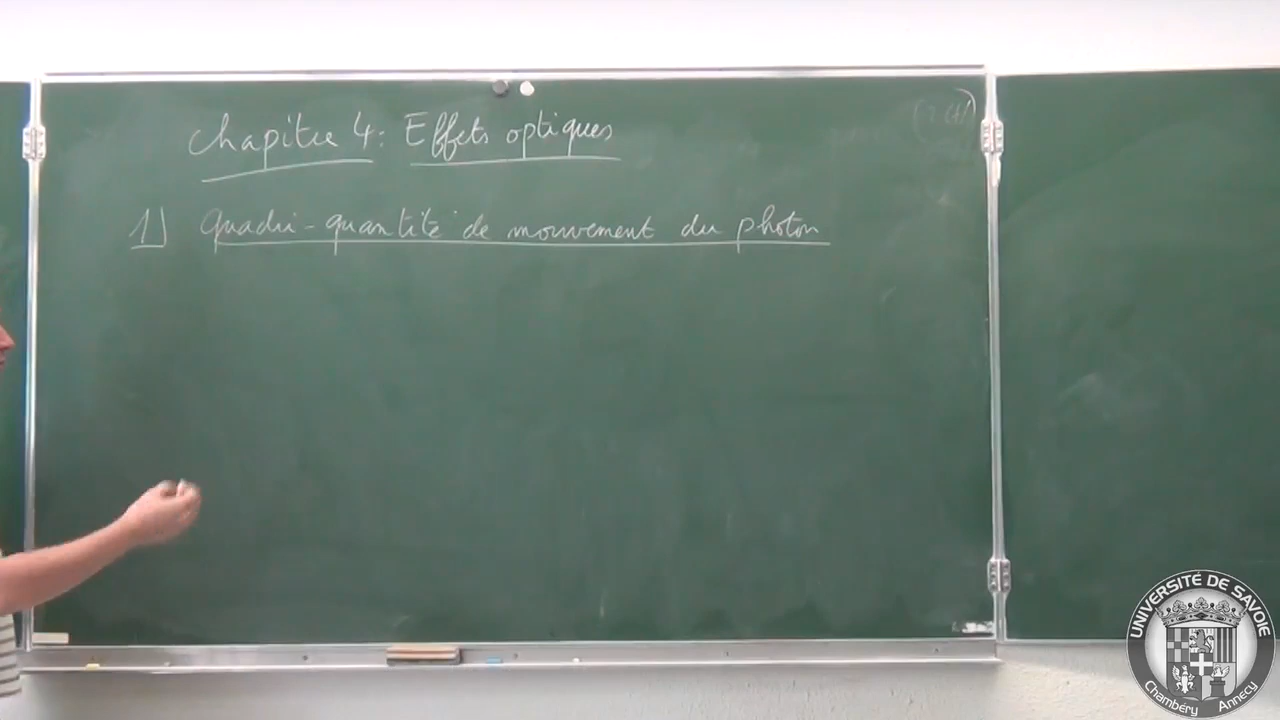 Chapitre 4: Effets optiques
1] Quadri-quantité de mouvement du photon
UNIVERSITÉ DE SAVOIE
Chambéry Annecy